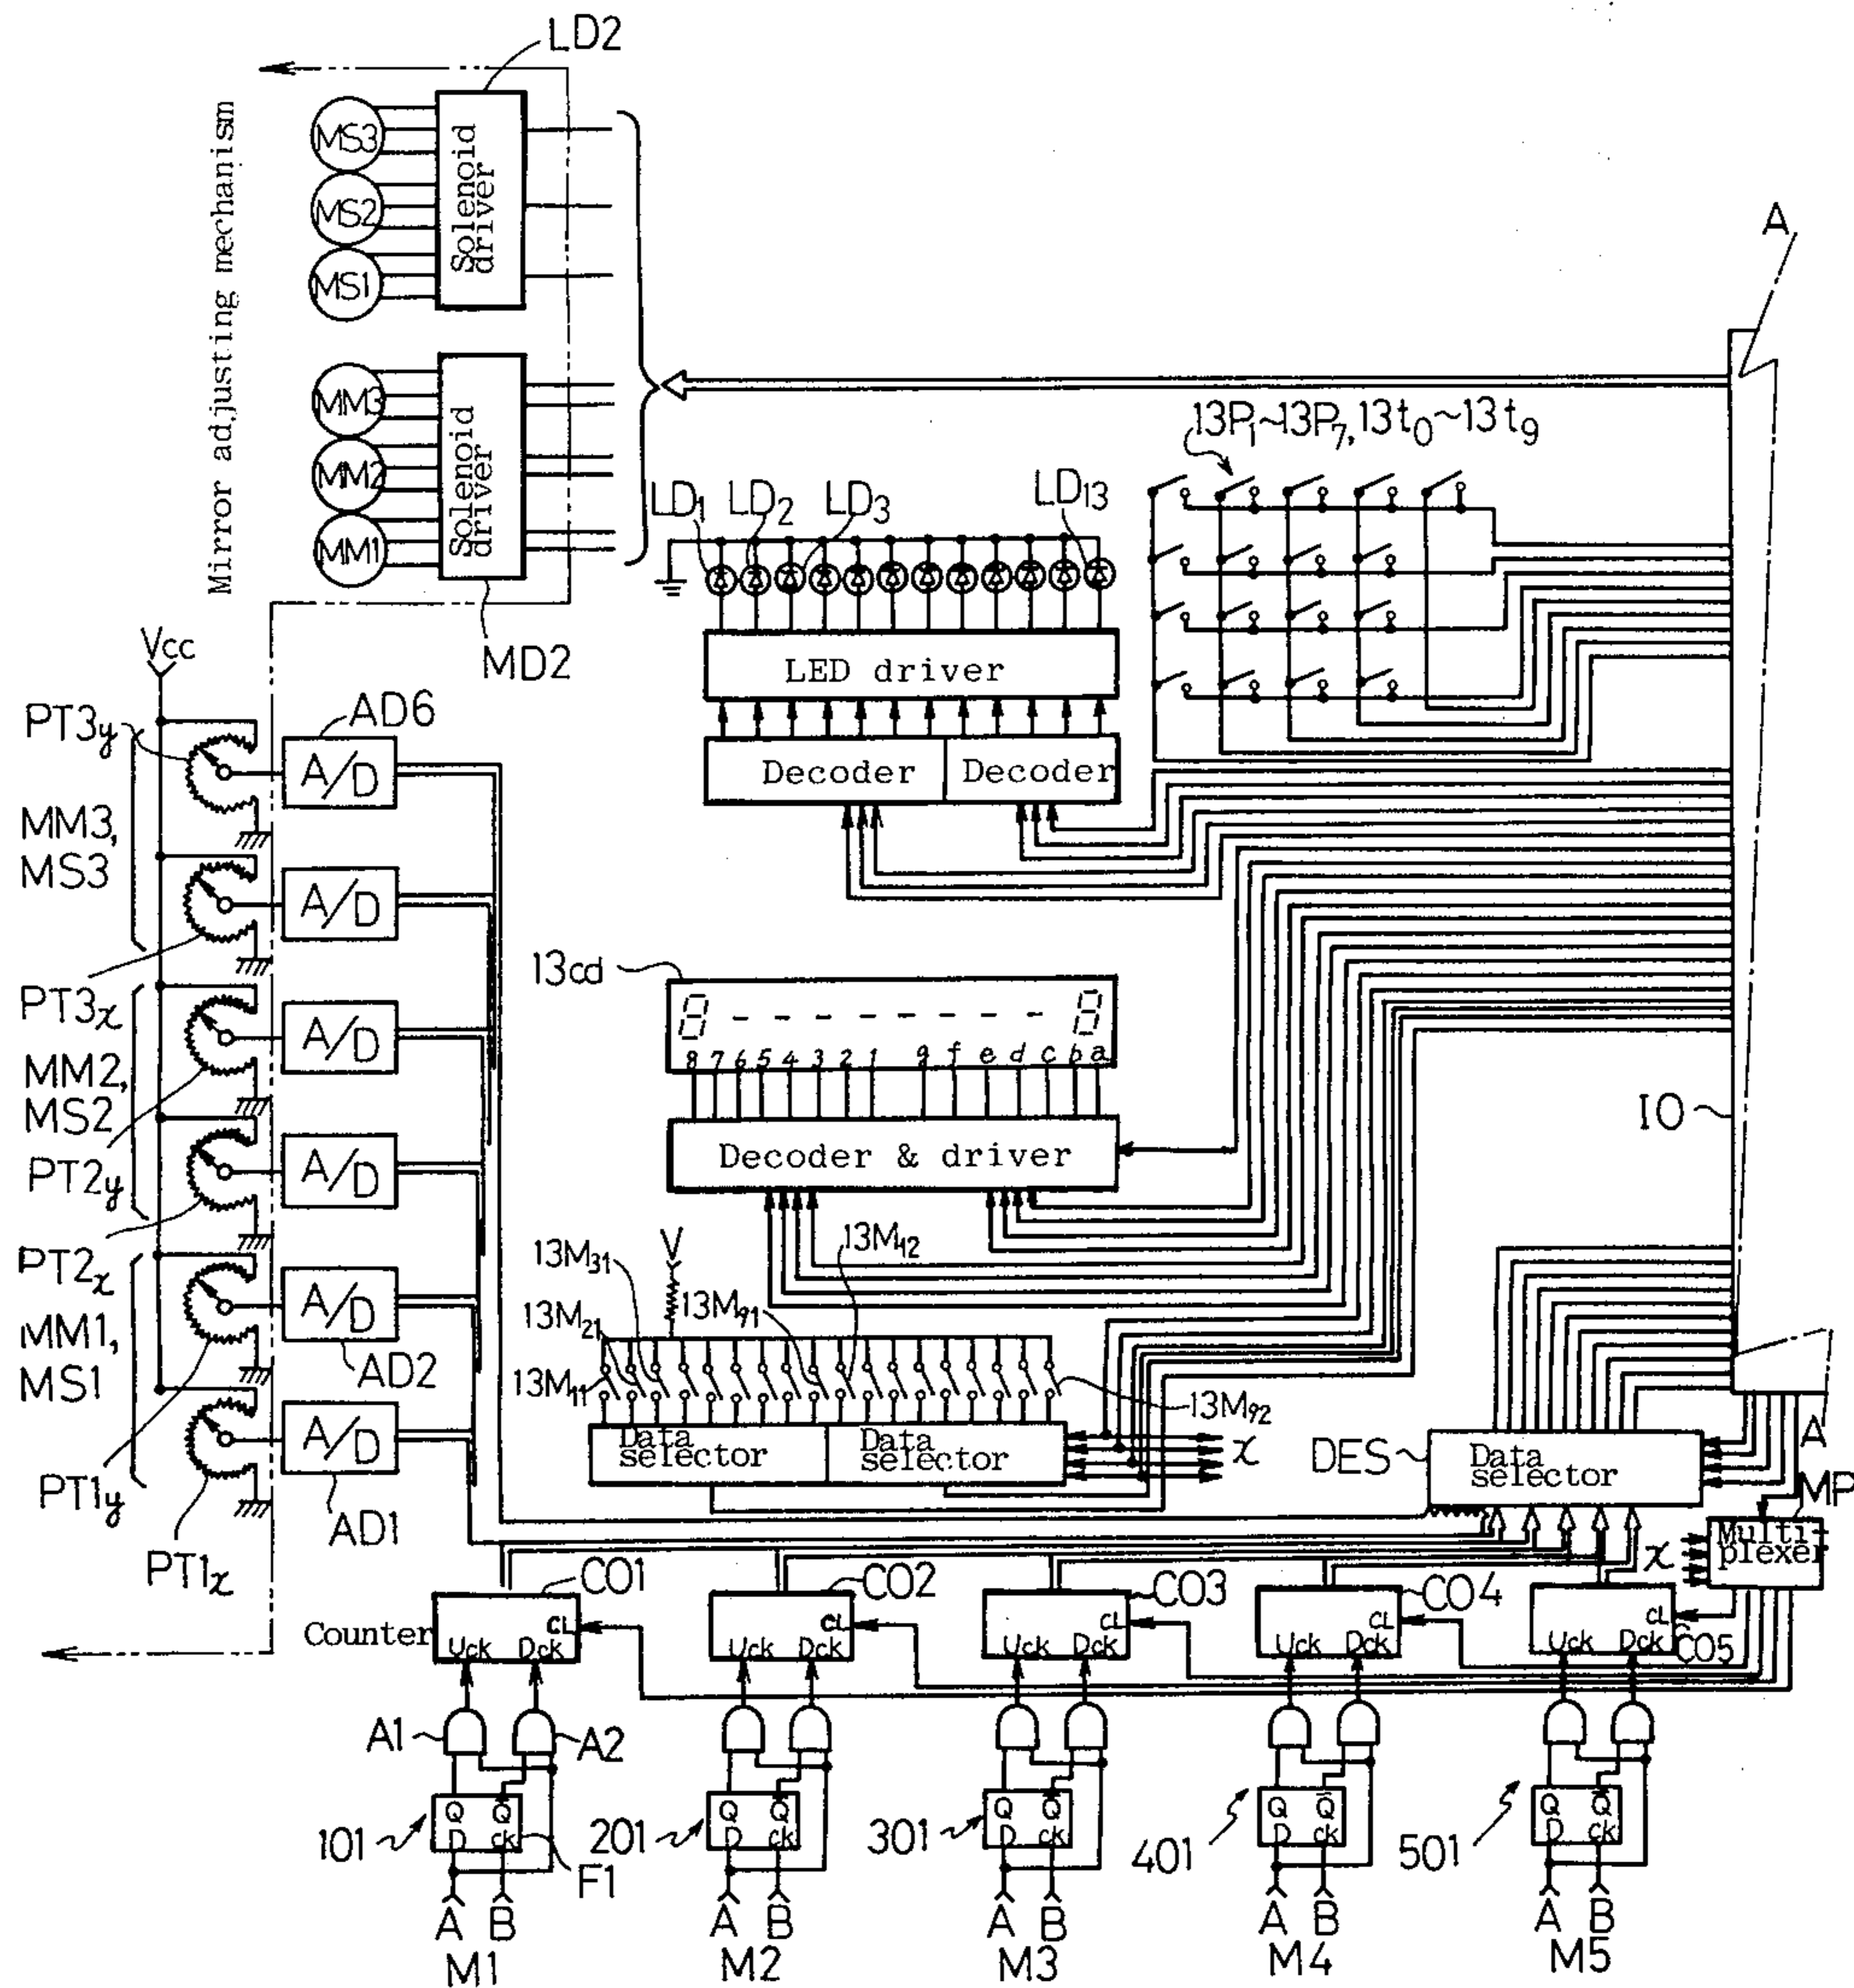 LD2
Mirror adjusting mechanism
MS3
MS2
MS1
Solenoid driver
MM3
MM2
MM1
Solenoid driver
MD2
A
13P₁~13P₇, 13t₀~13t₉
LD₁
LD₂
LD₃
LD₁₃
LED driver
Decoder
Decoder
Vcc
PT3y
AD6
A/D
MM3,
MS3
A/D
PT3x
A/D
MM2,
MS2
PT2y
A/D
PT2x
A/D
MM1,
MS1
AD2
PT1y
A/D
AD1
PT1x
13cd
8 - - - - - - - - - 8
8 7 6 5 4 3 2 1 g f e d c b a
Decoder & driver
IO
V
13M₁₁
13M₂₁
13M₃₁
13M₉₁
13M₁₂
13M₉₂
Data
selector
Data
selector
x
DES
Data
selector
A
MP
Multi-
plexer
x
Counter
CO1
Uck Dck CL
CO2
Uck Dck CL
CO3
Uck Dck CL
CO4
Uck Dck CL
CO5
Uck Dck CL
A1
A2
101
Q Q̄
D ck
F1
201
Q Q̄
D ck
301
Q Q̄
D ck
401
Q Q̄
D ck
501
Q Q̄
D ck
A B
M1
A B
M2
A B
M3
A B
M4
A B
M5